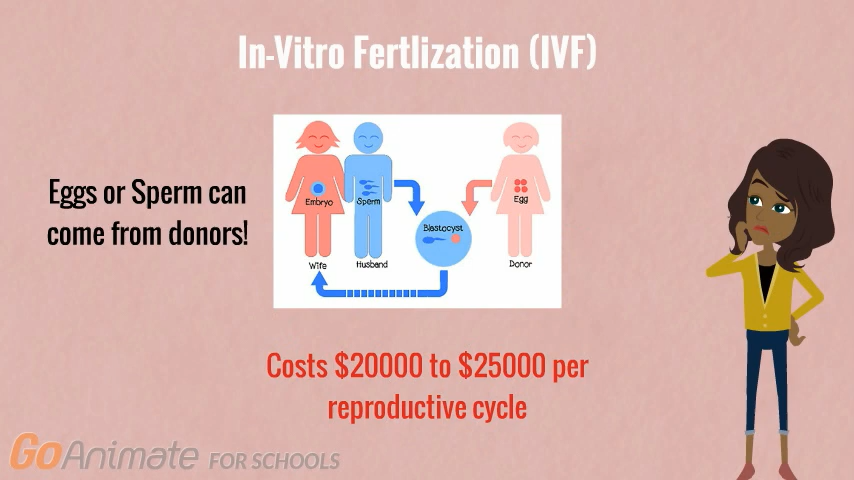 In-Vitro Fertlization (IVF)
Eggs or Sperm can
come from donors!
Embryo
Sperm
Egg
Blastocyst
Wife
Husband
Donor
Costs $20000 to $25000 per
reproductive cycle
GoAnimate FOR SCHOOLS